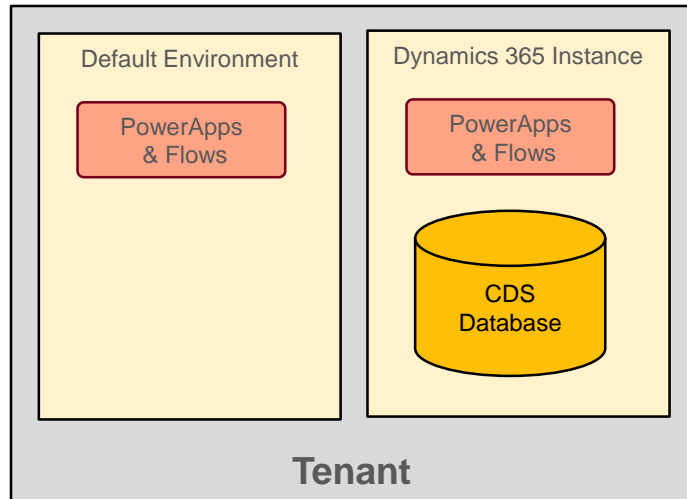 Default Environment
PowerApps
& Flows
Dynamics 365 Instance
PowerApps
& Flows
CDS
Database
Tenant